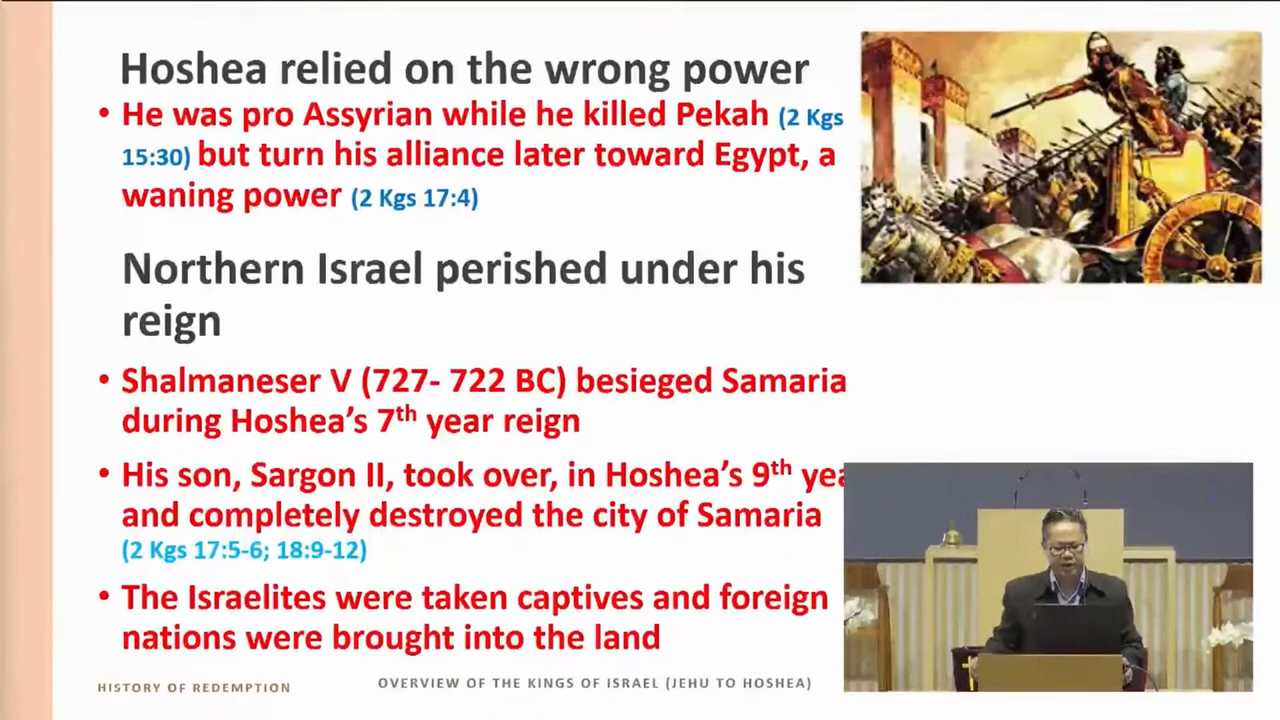 Hoshea relied on the wrong power
• He was pro Assyrian while he killed Pekah (2 Kgs
15:30) but turn his alliance later toward Egypt, a
waning power (2 Kgs 17:4)
Northern Israel perished under his
reign
• Shalmaneser V (727- 722 BC) besieged Samaria
during Hoshea's 7th year reign
• His son, Sargon II, took over, in Hoshea's 9th
and completely destroyed the city of Samaria
(2 Kgs 17:5-6; 18:9-12)
• The Israelites were taken captives and foreign
nations were brought into the land
HISTORY OF REDEMPTION
OVERVIEW OF THE KINGS OF ISRAEL (JEHU TO HOSHEA)